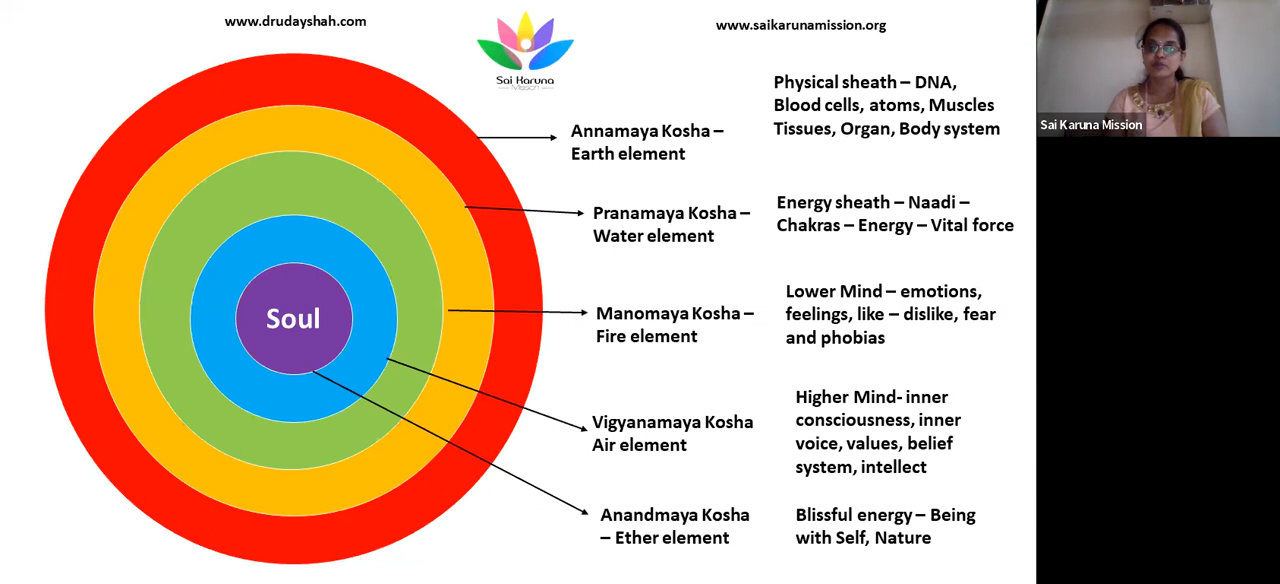 www.drudayshah.com
www.saikarunamission.org
Sai Karuna
Mission
Physical sheath – DNA,
Blood cells, atoms, Muscles
Tissues, Organ, Body system
Sai Karuna Mission
Annamaya Kosha –
Earth element
Energy sheath – Naadi –
Chakras – Energy – Vital force
Pranamaya Kosha –
Water element
Lower Mind – emotions,
feelings, like – dislike, fear
and phobias
Soul
Manomaya Kosha –
Fire element
Higher Mind- inner
consciousness, inner
voice, values, belief
system, intellect
Vigyanamaya Kosha
Air element
Anandmaya Kosha
– Ether element
Blissful energy – Being
with Self, Nature